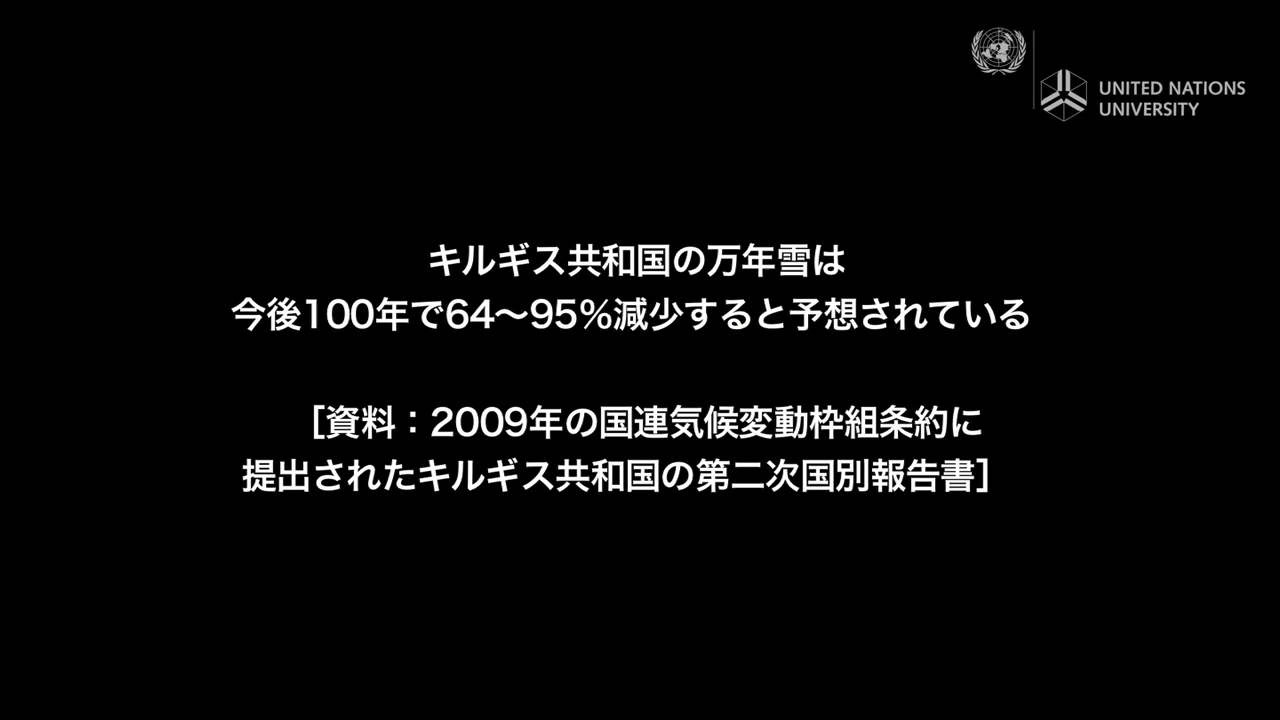 UNITED NATIONS
UNIVERSITY
キルギス共和国の万年雪は
今後100年で64〜95%減少すると予想されている
［資料：2009年の国連気候変動枠組条約に
提出されたキルギス共和国の第二次国別報告書］